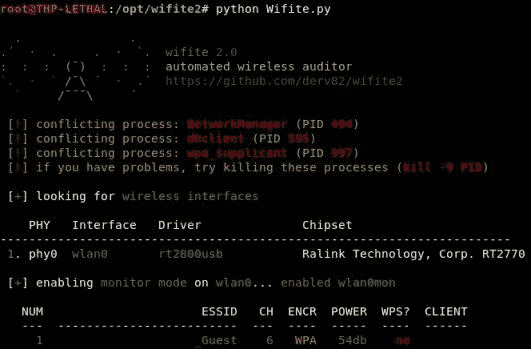 root@THP-LETHAL:/opt/wifite2# python Wifite.py
wifite 2.0
automated wireless auditor
https://github.com/derv82/wifite2
[!] conflicting process: NetworkManager (PID 494)
[!] conflicting process: dhclient (PID 595)
[!] conflicting process: wpa_supplicant (PID 997)
[!] if you have problems, try killing these processes (kill -9 PID)
[+] looking for wireless interfaces
PHY Interface Driver Chipset
1. phy0 wlan0 rt2800usb Ralink Technology, Corp. RT2770
[+] enabling monitor mode on wlan0... enabled wlan0mon
NUM ESSID CH ENCR POWER WPS? CLIENT
1 _Guest 6 WPA 54db no